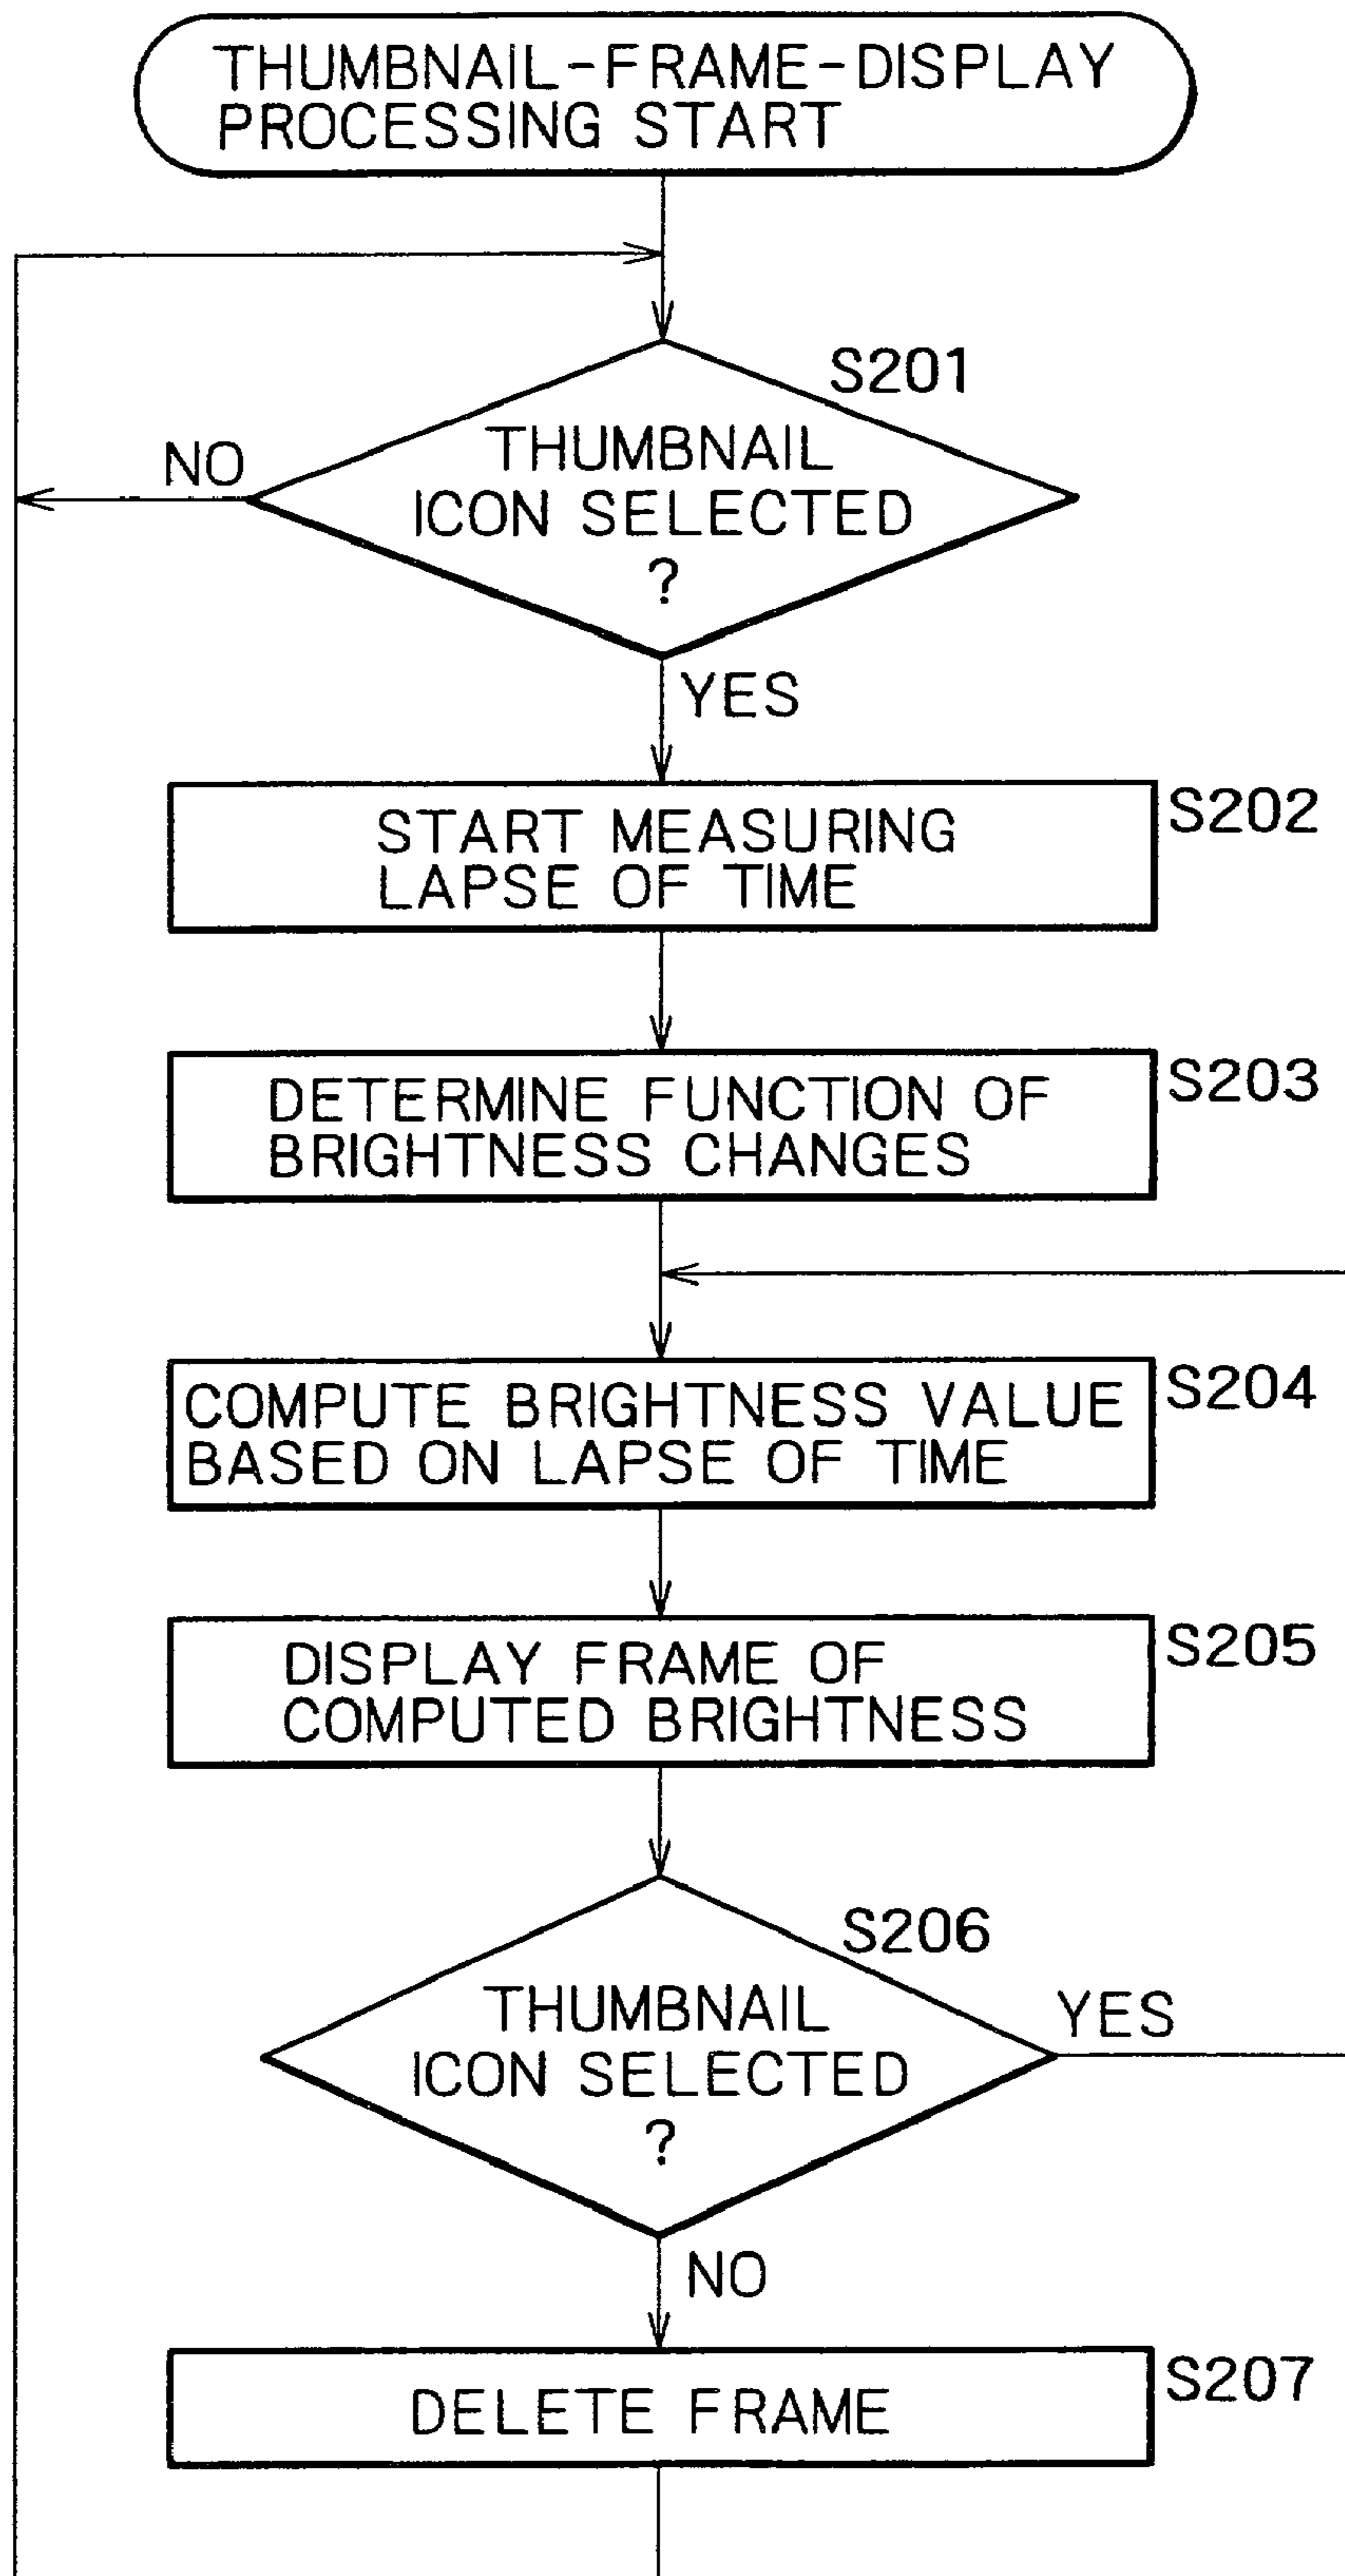 THUMBNAIL-FRAME-DISPLAY
PROCESSING START
S201
NO
THUMBNAIL
ICON SELECTED
?
YES
S202
START MEASURING
LAPSE OF TIME
S203
DETERMINE FUNCTION OF
BRIGHTNESS CHANGES
S204
COMPUTE BRIGHTNESS VALUE
BASED ON LAPSE OF TIME
S205
DISPLAY FRAME OF
COMPUTED BRIGHTNESS
S206
THUMBNAIL
YES
ICON SELECTED
?
NO
S207
DELETE FRAME